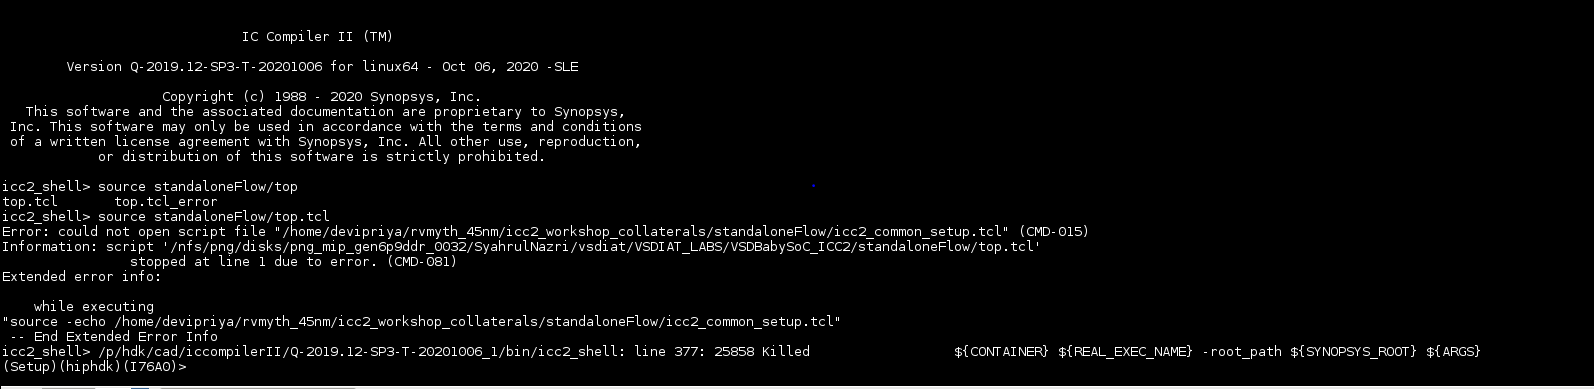 IC Compiler II (TM)
Version Q-2019.12-SP3-T-20201006 for linux64 - Oct 06, 2020 -SLE
Copyright (c) 1988 - 2020 Synopsys, Inc.
This software and the associated documentation are proprietary to Synopsys,
Inc. This software may only be used in accordance with the terms and conditions
of a written license agreement with Synopsys, Inc. All other use, reproduction,
or distribution of this software is strictly prohibited.
icc2_shell> source standaloneFlow/top
top.tcl       top.tcl_error
icc2_shell> source standaloneFlow/top.tcl
Error: could not open script file "/home/devipriya/rvmyth_45nm/icc2_workshop_collaterals/standaloneFlow/icc2_common_setup.tcl" (CMD-015)
Information: script '/nfs/png/disks/png_mip_gen6p9ddr_0032/SyahrulNazri/vsdiat/VSDIAT_LABS/VSDBabySoC_ICC2/standaloneFlow/top.tcl'
stopped at line 1 due to error. (CMD-081)
Extended error info:
while executing
"source -echo /home/devipriya/rvmyth_45nm/icc2_workshop_collaterals/standaloneFlow/icc2_common_setup.tcl"
-- End Extended Error Info
icc2_shell> /p/hdk/cad/iccompilerII/Q-2019.12-SP3-T-20201006_1/bin/icc2_shell: line 377: 25858 Killed                  ${CONTAINER} ${REAL_EXEC_NAME} -root_path ${SYNOPSYS_ROOT} ${ARGS}
(Setup)(hiphdk)(I76A0)>